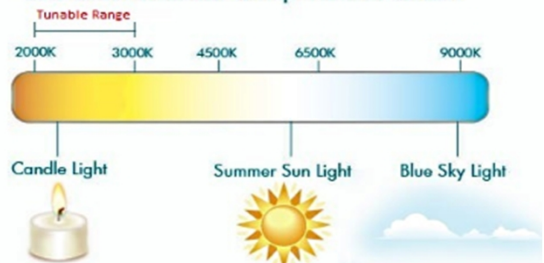 Tunable Range
2000K 3000K 4500K 6500K 9000K
Candle Light Summer Sun Light Blue Sky Light